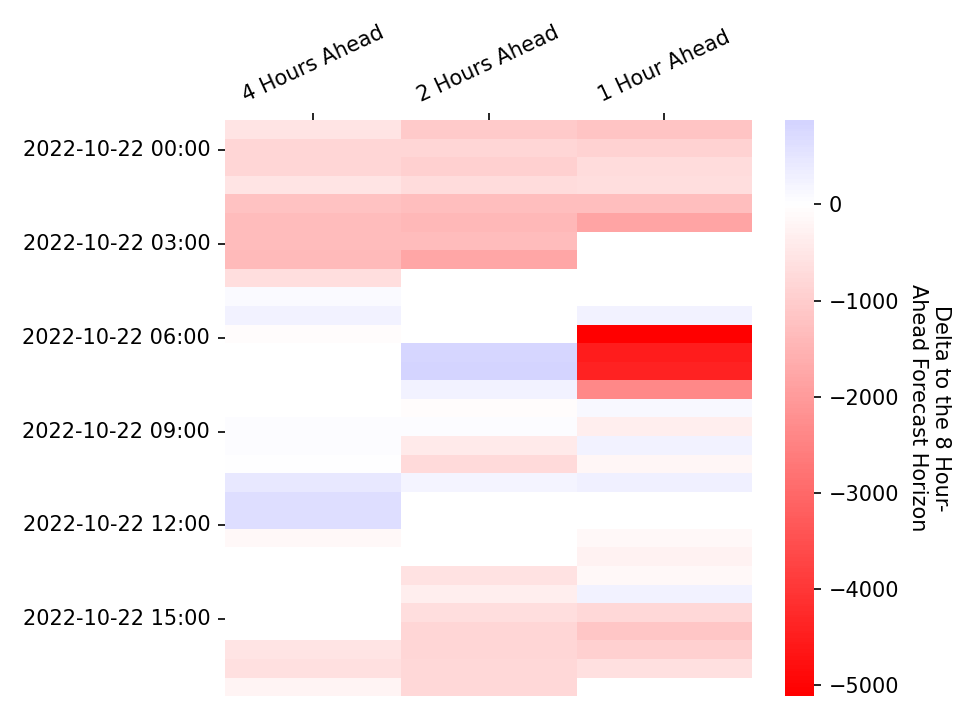 4 Hours Ahead
2 Hours Ahead
1 Hour Ahead
2022-10-22 00:00
2022-10-22 03:00
2022-10-22 06:00
2022-10-22 09:00
2022-10-22 12:00
2022-10-22 15:00
0
−1000
−2000
−3000
−4000
−5000
Delta to the 8 Hour-
Ahead Forecast Horizon